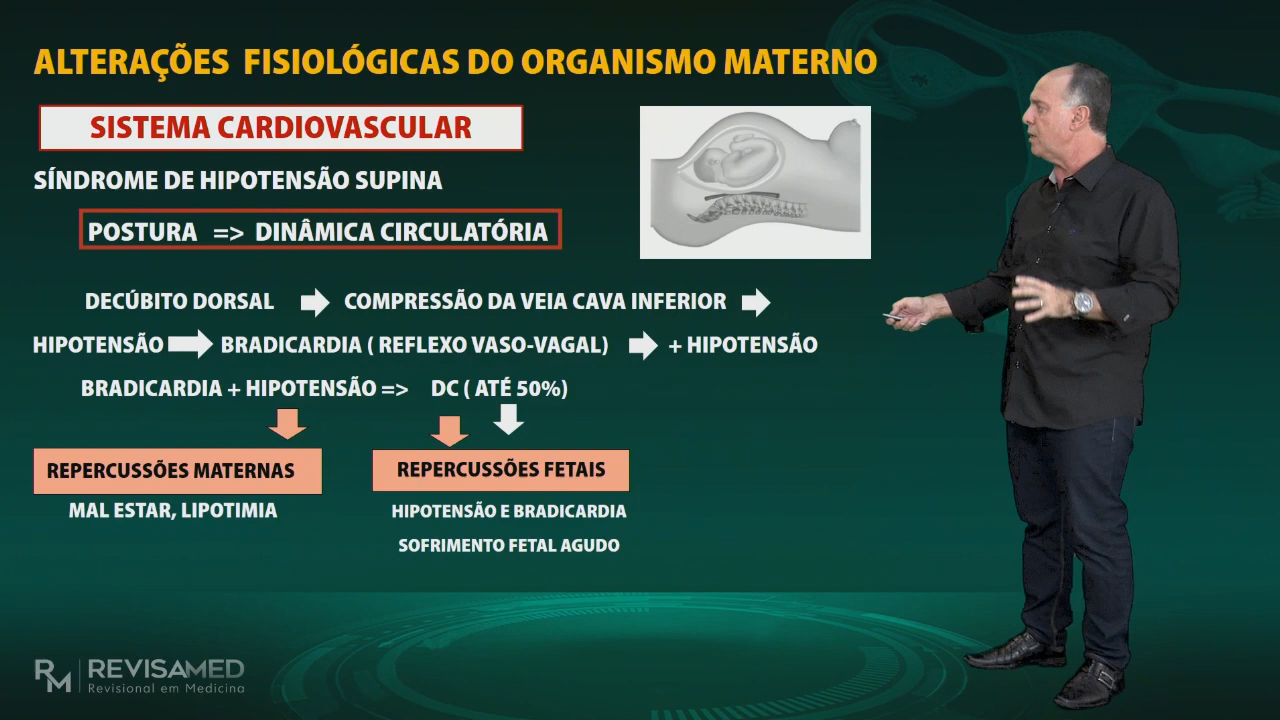 ALTERAÇÕES FISIOLÓGICAS DO ORGANISMO MATERNO
SISTEMA CARDIOVASCULAR
SÍNDROME DE HIPOTENSÃO SUPINA
POSTURA => DINÂMICA CIRCULATÓRIA
DECÚBITO DORSAL COMPRESSÃO DA VEIA CAVA INFERIOR
HIPOTENSÃO BRADICARDIA ( REFLEXO VASO-VAGAL) + HIPOTENSÃO
BRADICARDIA + HIPOTENSÃO => DC ( ATÉ 50%)
REPERCUSSÕES MATERNAS
MAL ESTAR, LIPOTIMIA
REPERCUSSÕES FETAIS
HIPOTENSÃO E BRADICARDIA
SOFRIMENTO FETAL AGUDO
RM REVISAMED
Revisional em Medicina